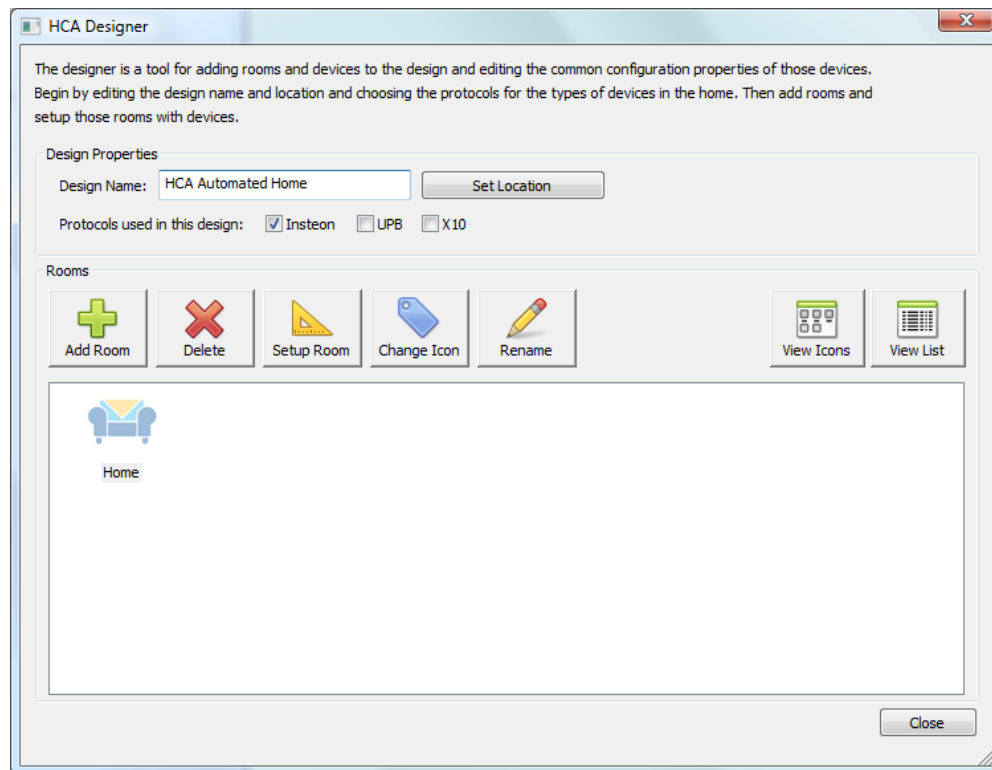 HCA Designer
The designer is a tool for adding rooms and devices to the design and editing the common configuration properties of those devices.
Begin by editing the design name and location and choosing the protocols for the types of devices in the home. Then add rooms and
setup those rooms with devices.
Design Properties
Design Name: HCA Automated Home Set Location
Protocols used in this design: Insteon UPB X10
Rooms
Add Room Delete Setup Room Change Icon Rename View Icons View List
Home
Close